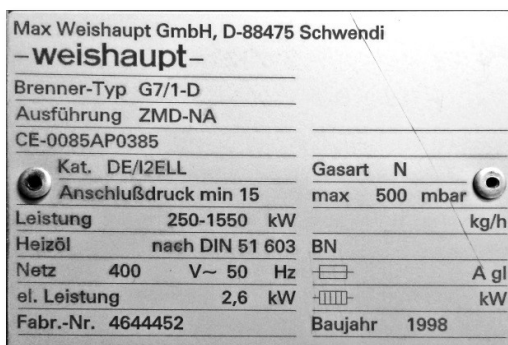 Max Weishaupt GmbH, D-88475 Schwendi
-weishaupt-
Brenner-Typ G7/1-D
Ausführung ZMD-NA
CE-0085AP0385
Kat. DE/I2ELL Gasart N
Anschlußdruck min 15 max 500 mbar
Leistung 250-1550 kW kg/h
Heizöl nach DIN 51 603 BN
Netz 400 V~ 50 Hz A gl
el. Leistung 2,6 kW kW
Fabr.-Nr. 4644452 Baujahr 1998